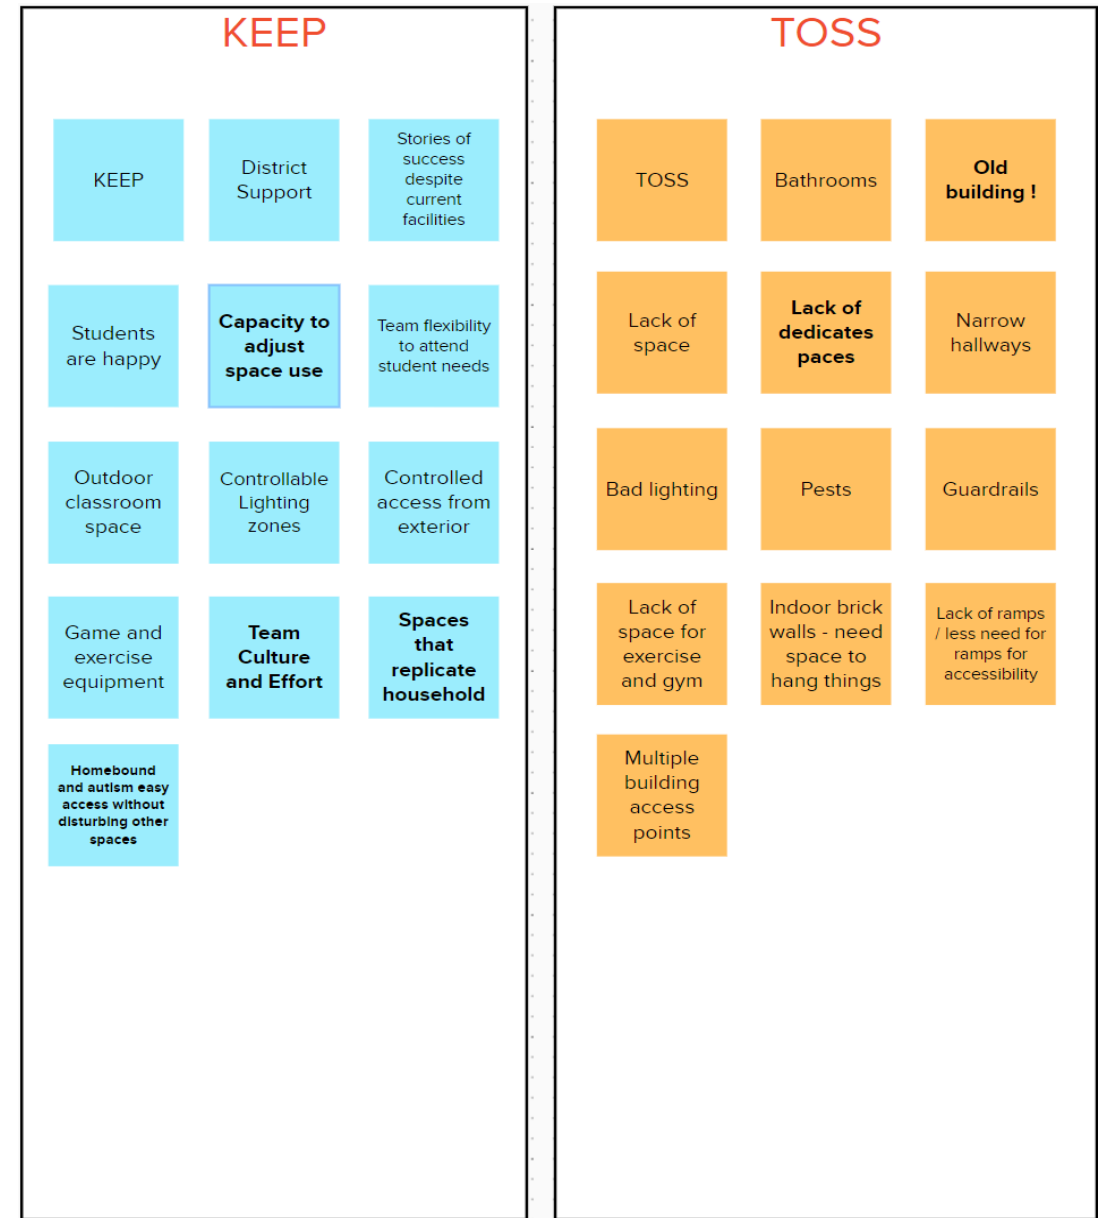 KEEP
KEEP
District
Support
Stories of
success
despite
current
facilities
Students
are happy
Capacity to
adjust
space use
Team flexibility
to attend
student needs
Outdoor
classroom
space
Controllable
Lighting
zones
Controlled
access from
exterior
Game and
exercise
equipment
Team
Culture
and Effort
Spaces
that
replicate
household
Homebound
and autism easy
access without
disturbing other
spaces
TOSS
TOSS
Bathrooms
Old
building !
Lack of
space
Lack of
dedicates
paces
Narrow
hallways
Bad lighting
Pests
Guardrails
Lack of
space for
exercise
and gym
Indoor brick
walls - need
space to
hang things
Lack of ramps
/ less need for
ramps for
accessibility
Multiple
building
access
points